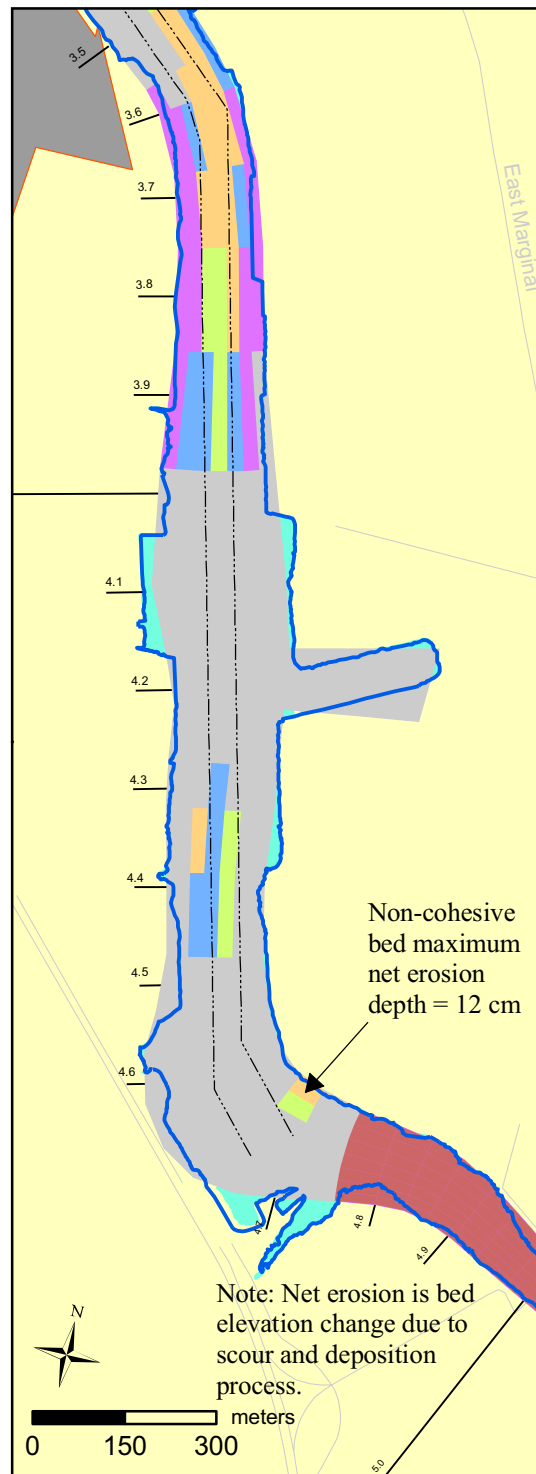 3.5
3.6
East Marginal
3.7
3.8
3.9
4.1
4.2
4.3
4.4
Non-cohesive
bed maximum
net erosion
depth = 12 cm
4.5
4.6
4.7
4.8
4.9
Note: Net erosion is bed
elevation change due to
scour and deposition
process.
N
meters
0 150 300
5.0